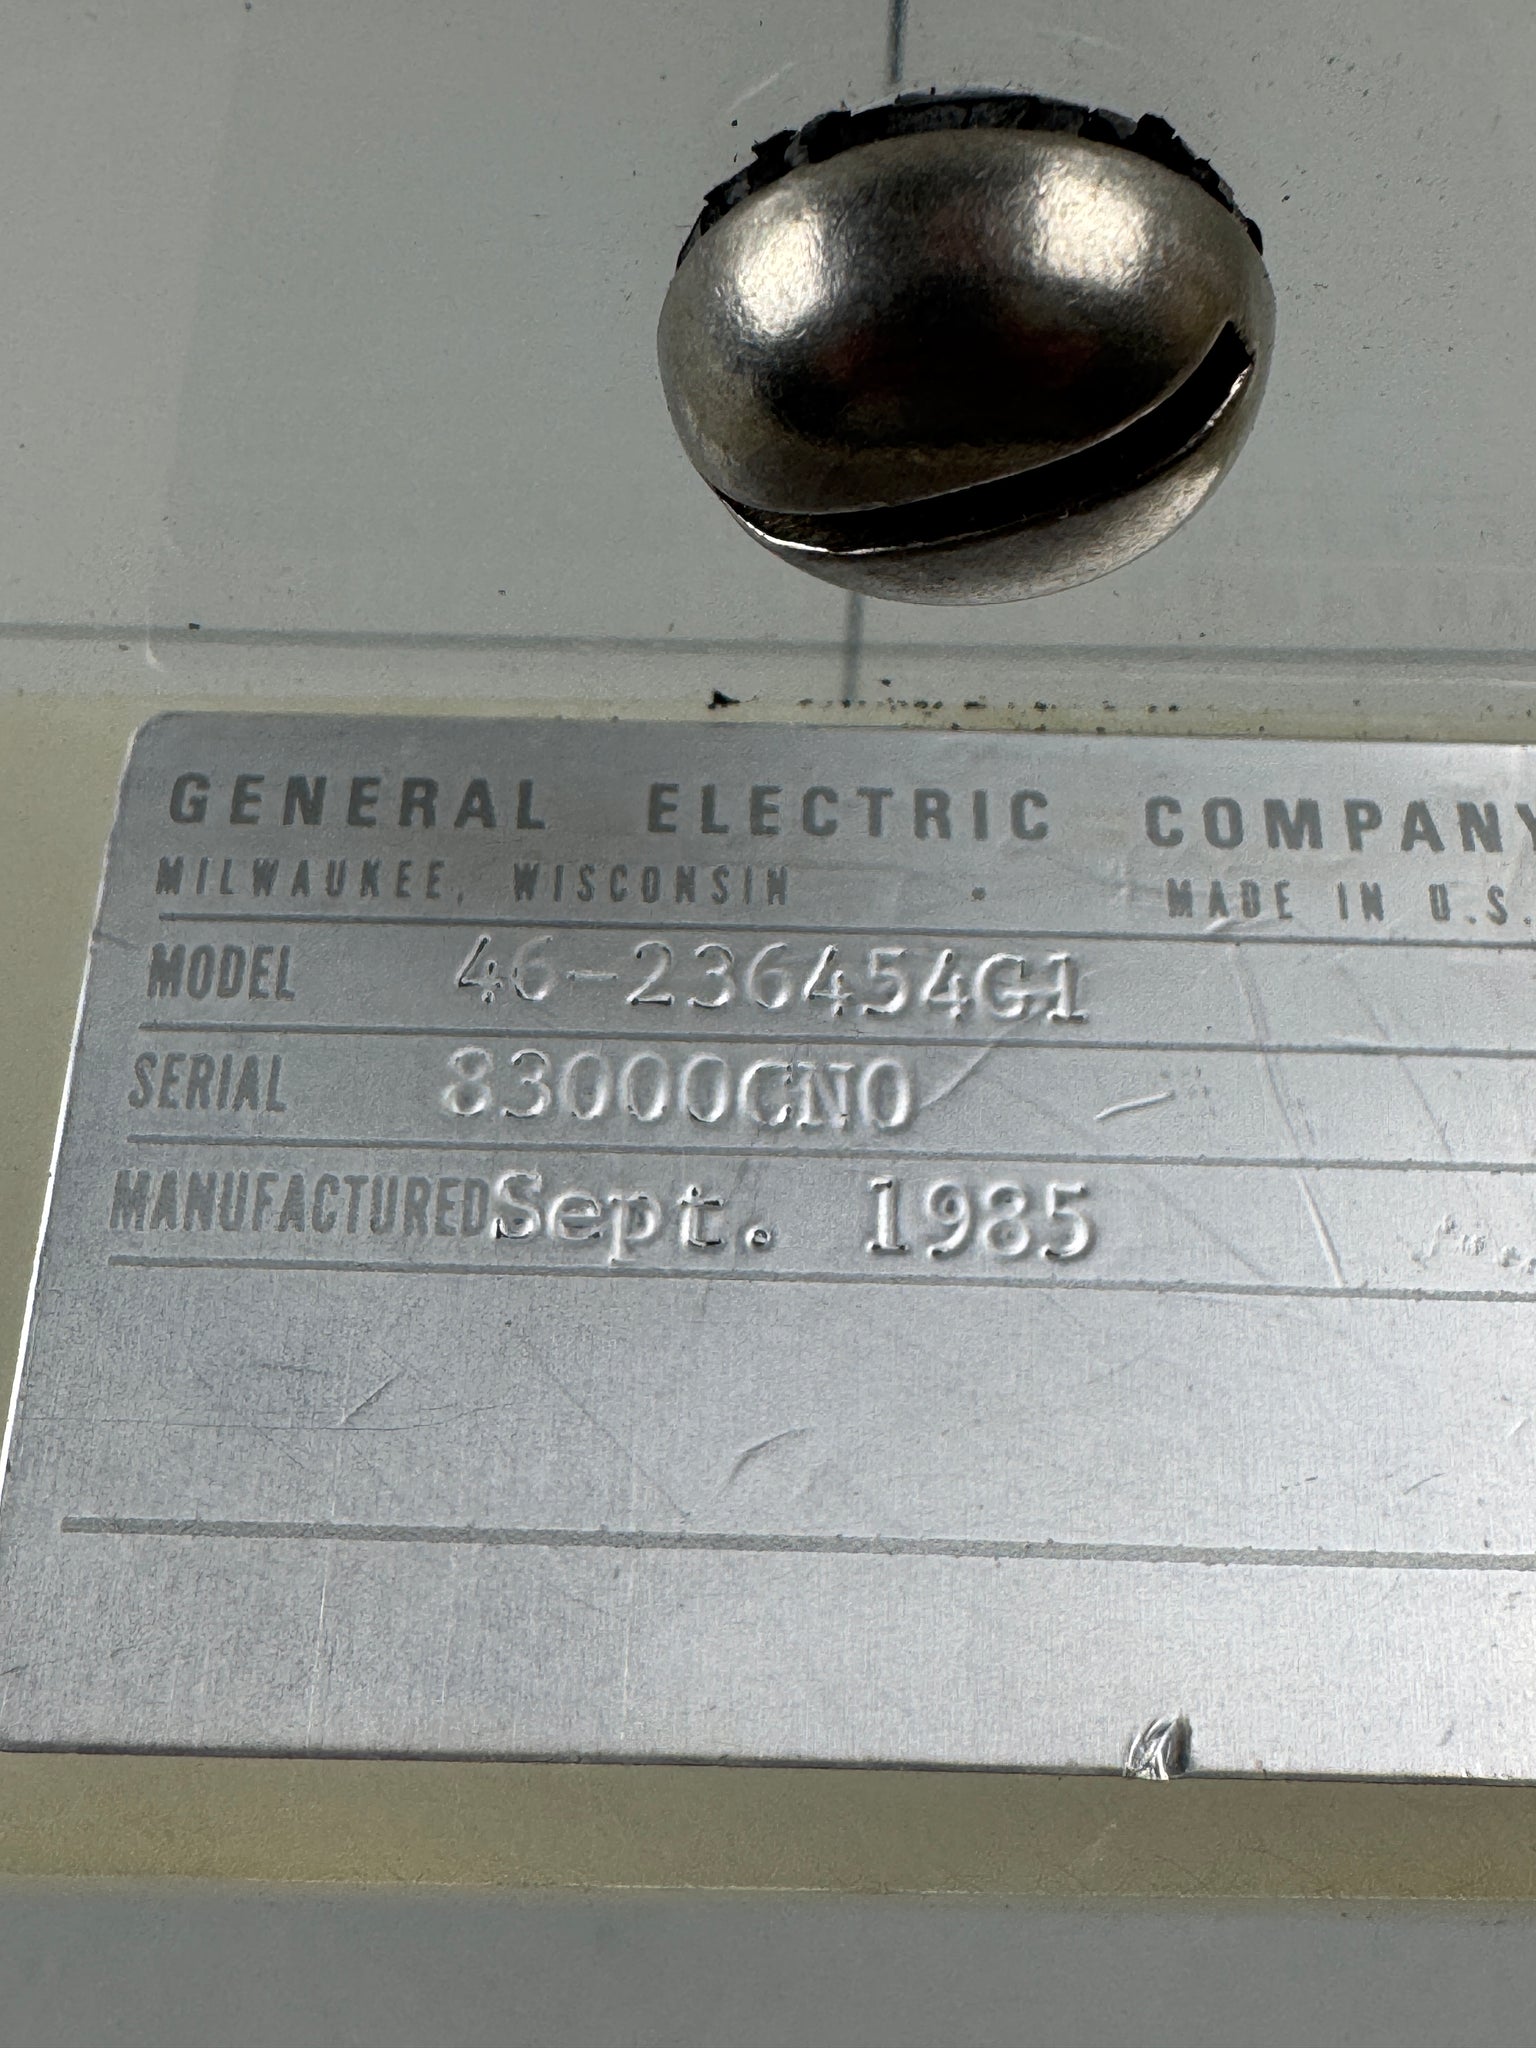 GENERAL ELECTRIC COMPANY
MILWAUKEE, WISCONSIN · MADE IN U.S.
MODEL 46-236454G1
SERIAL 83000CN0
MANUFACTURED Sept. 1985